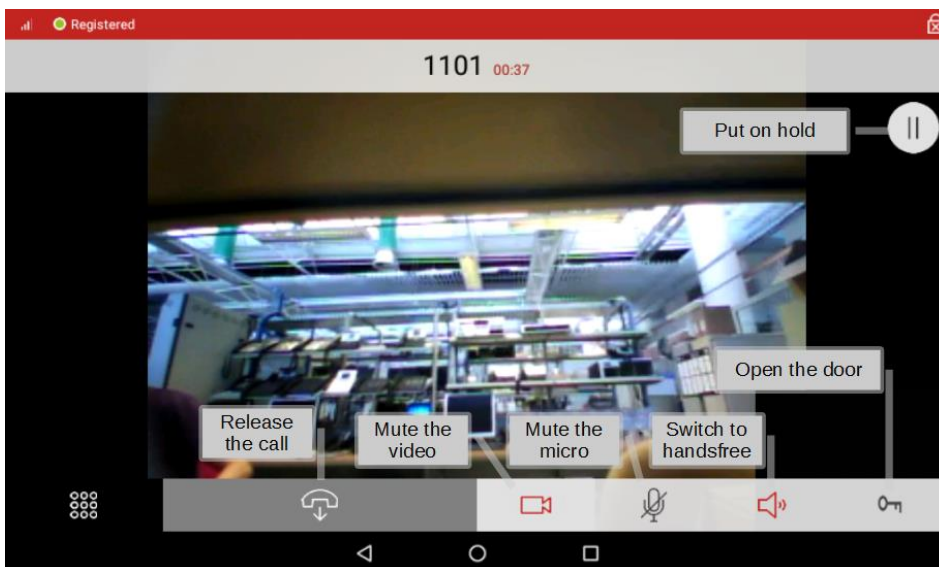 Registered
1101 00:37
Put on hold
Open the door
Release
the call
Mute the
video
Mute the
micro
Switch to
handsfree